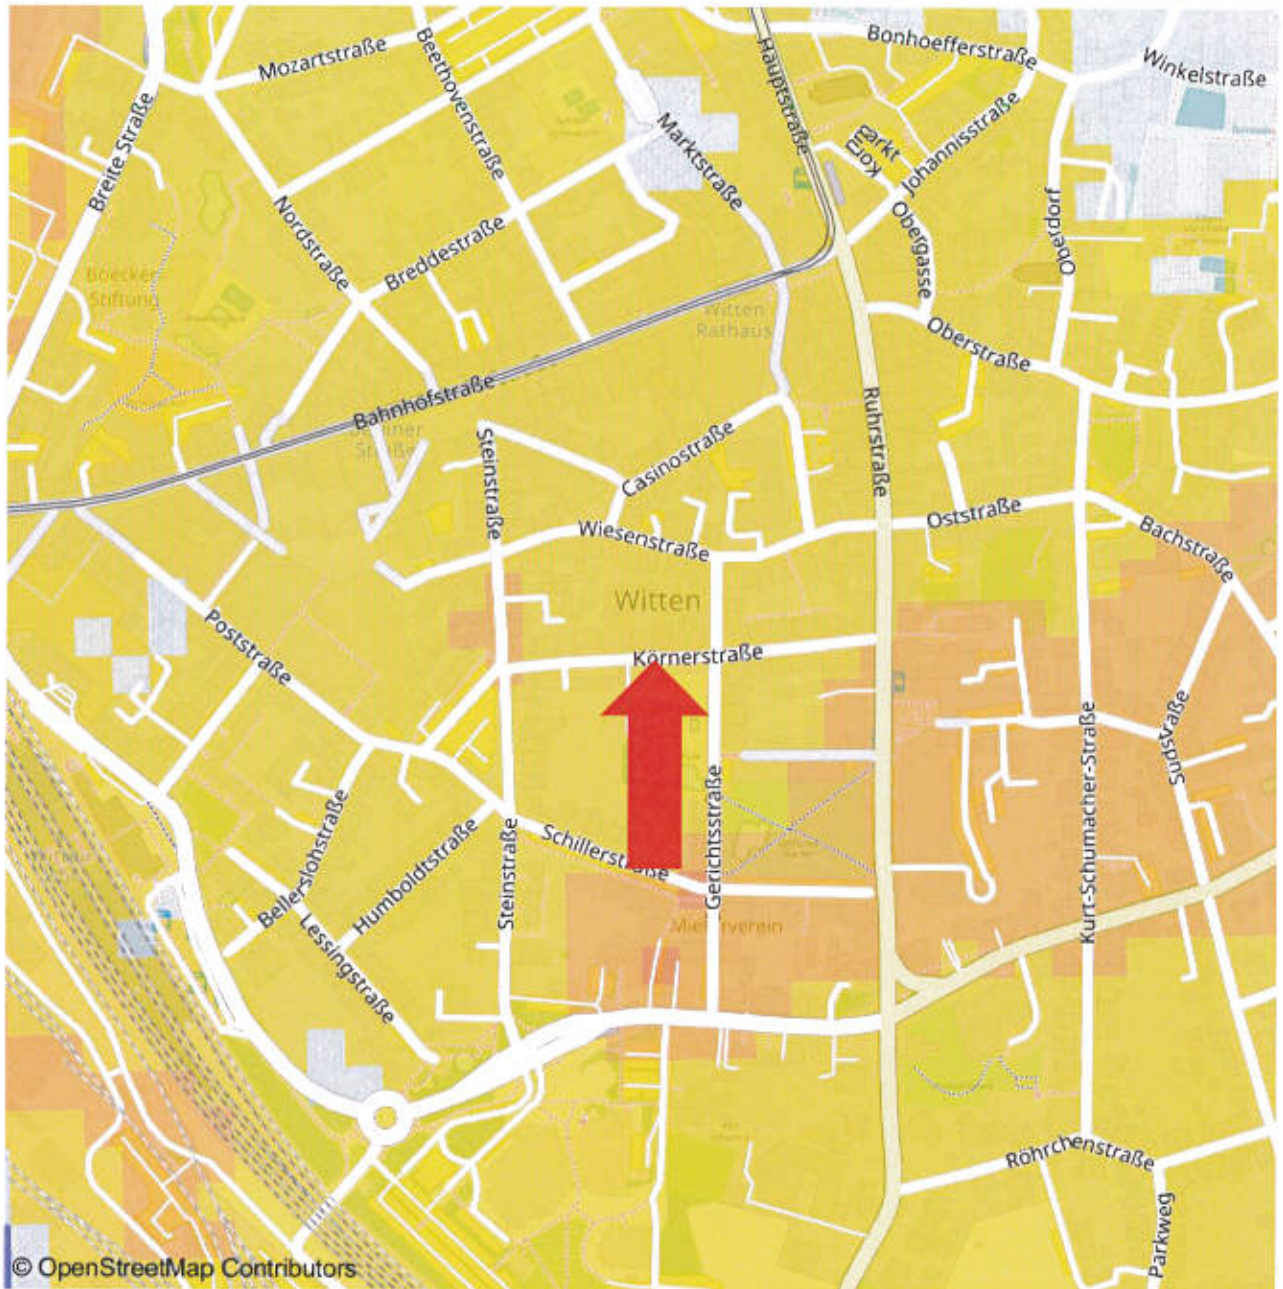 Mozartstraße
Beethovenstraße
Hauptstraße
Bonhoefferstraße
Winkelstraße
Breite Straße
Marktstraße
Kornmarkt
Johannisstraße
Nordstraße
Breddestraße
Obergasse
Oberdorf
Boecker-
Stiftung
Witten
Rathaus
Oberstraße
Bahnhofstraße
Ruhrstraße
Steinstraße
Casinostraße
Wiesenstraße
Oststraße
Bachstraße
Witten
Poststraße
Körnerstraße
Kurt-Schumacher-Straße
Gerichtsstraße
Bellerslohstraße
Humboldtstraße
Steinstraße
Schillerstraße
Mieterverein
Lessingstraße
Röhrchenstraße
Parkweg
© OpenStreetMap Contributors